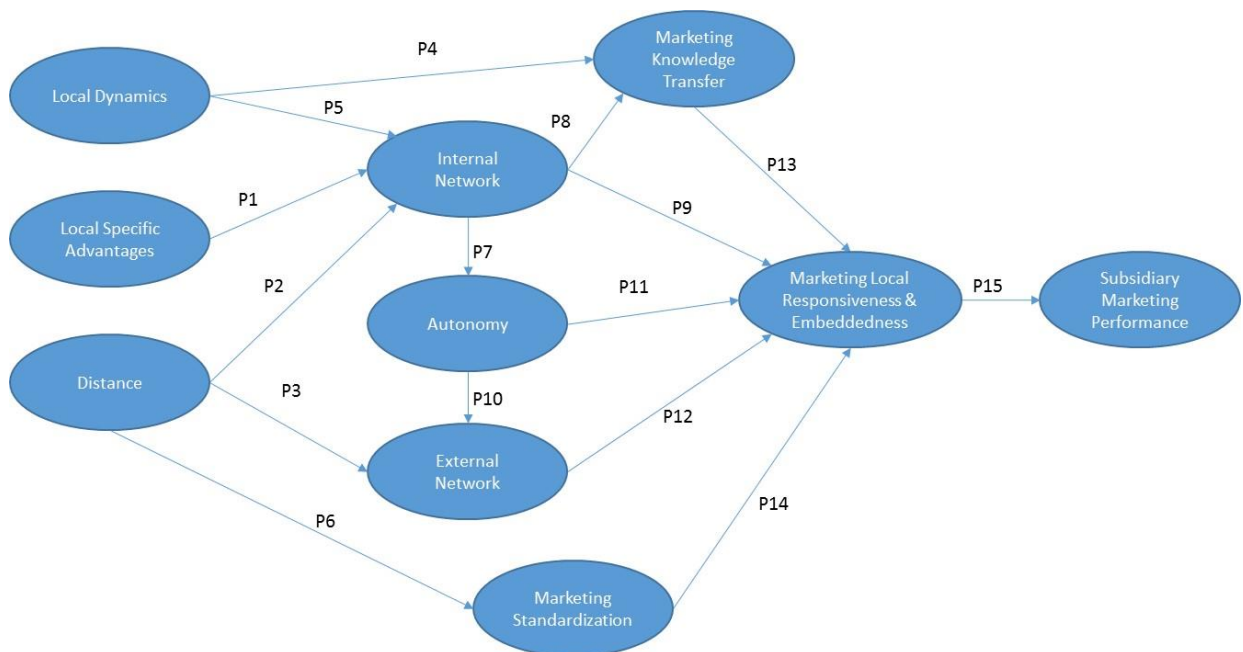 Marketing
Knowledge
Transfer
P4
Local Dynamics
P5
P8
Internal
Network
P13
P1
P9
Local Specific
Advantages
P7
P2
Marketing Local
Responsiveness &
Embeddedness
P15
Subsidiary
Marketing
Performance
P11
Autonomy
Distance
P3
P10
P12
External
Network
P6
P14
Marketing
Standardization